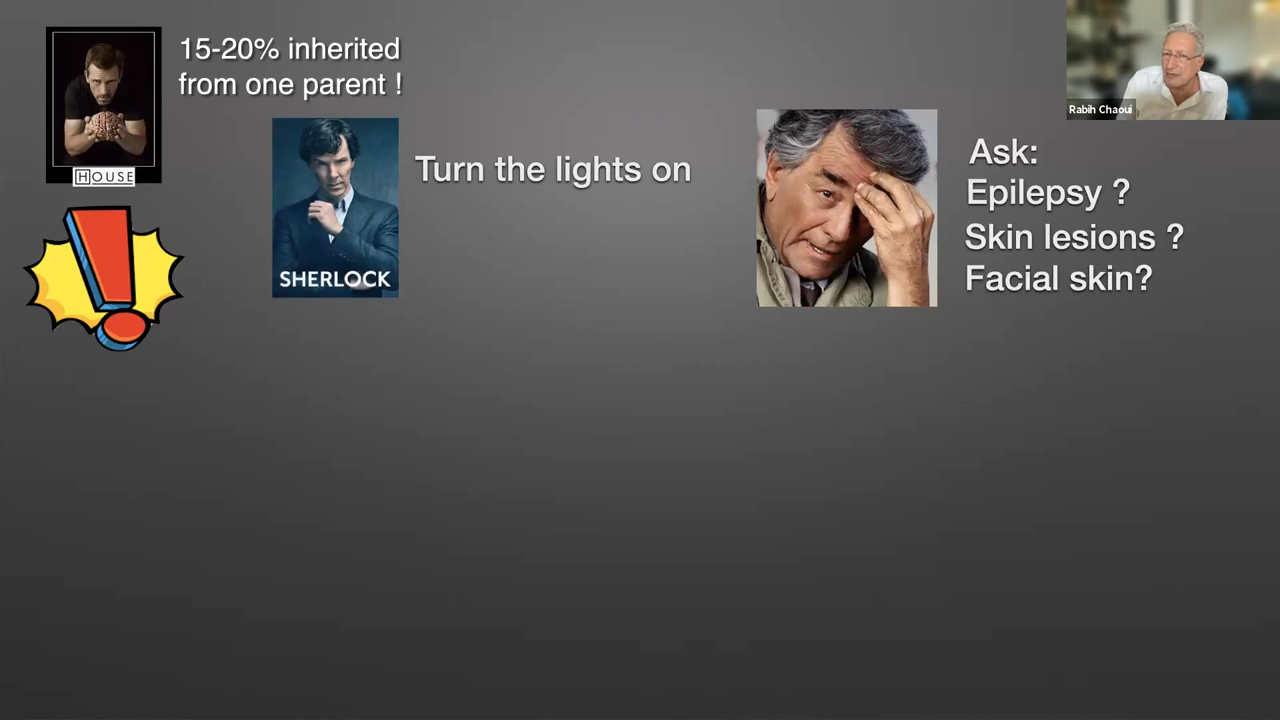 15-20% inherited
from one parent !
HOUSE
SHERLOCK
Turn the lights on
Ask:
Epilepsy ?
Skin lesions ?
Facial skin?
Rabih Chaoui